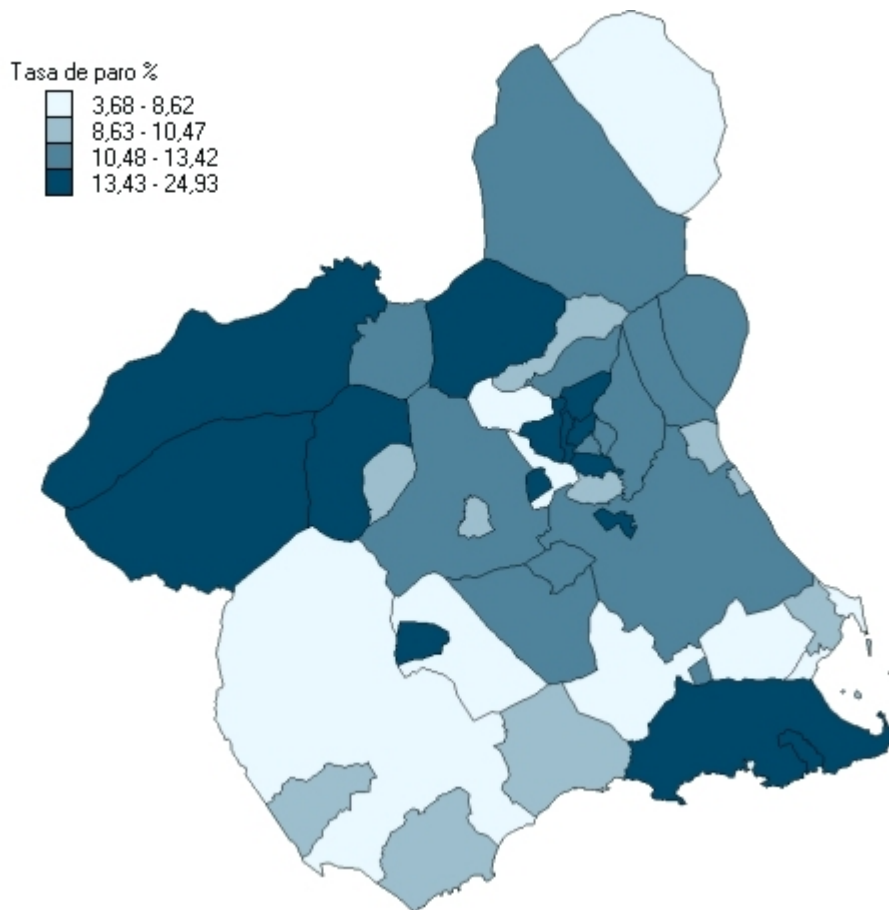 Tasa de paro %
3,68 - 8,62
8,63 - 10,47
10,48 - 13,42
13,43 - 24,93